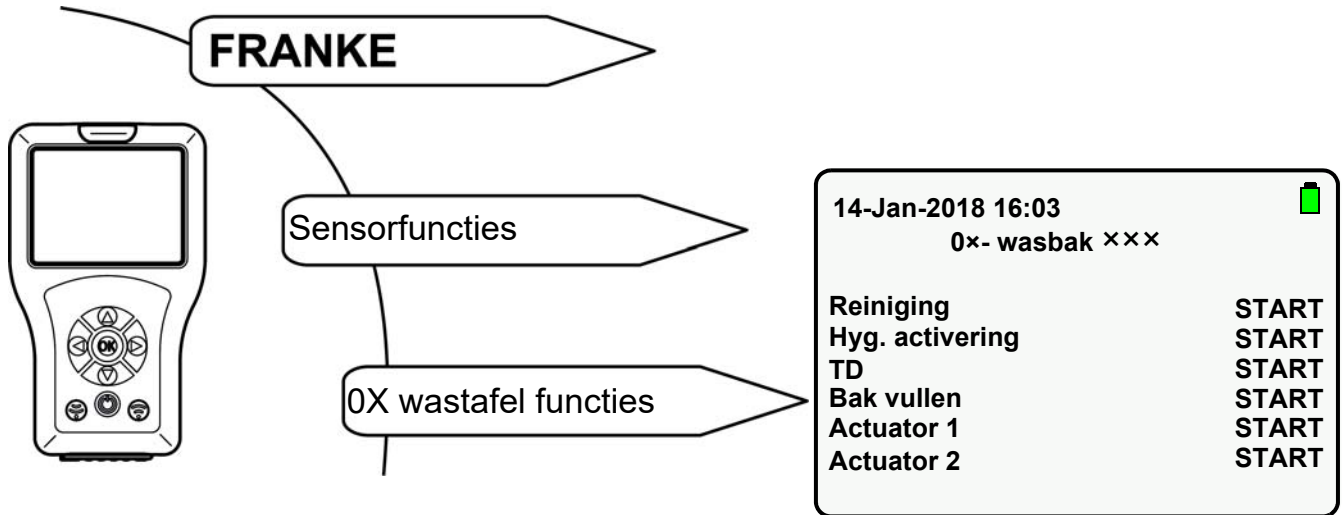 FRANKE
Sensorfuncties
0X wastafel functies
OK
14-Jan-2018 16:03
0×- wasbak ×××
Reiniging START
Hyg. activering START
TD START
Bak vullen START
Actuator 1 START
Actuator 2 START